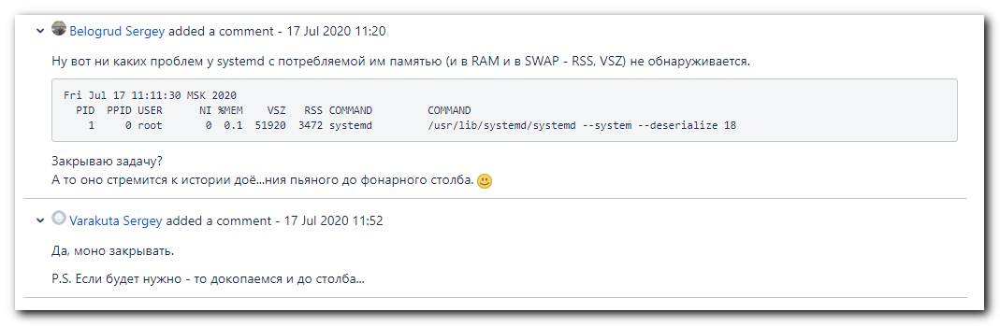 Belogrud Sergey added a comment - 17 Jul 2020 11:20
Ну вот ни каких проблем у systemd с потребляемой им памятью (и в RAM и в SWAP - RSS, VSZ) не обнаруживается.
Fri Jul 17 11:11:30 MSK 2020
PID PPID USER NI %MEM VSZ RSS COMMAND COMMAND
1 0 root 0 0.1 51920 3472 systemd /usr/lib/systemd/systemd --system --deserialize 18
Закрываю задачу?
А то оно стремится к истории доё...ния пьяного до фонарного столба.
Varakuta Sergey added a comment - 17 Jul 2020 11:52
Да, моно закрывать.
P.S. Если будет нужно - то докопаемся и до столба...